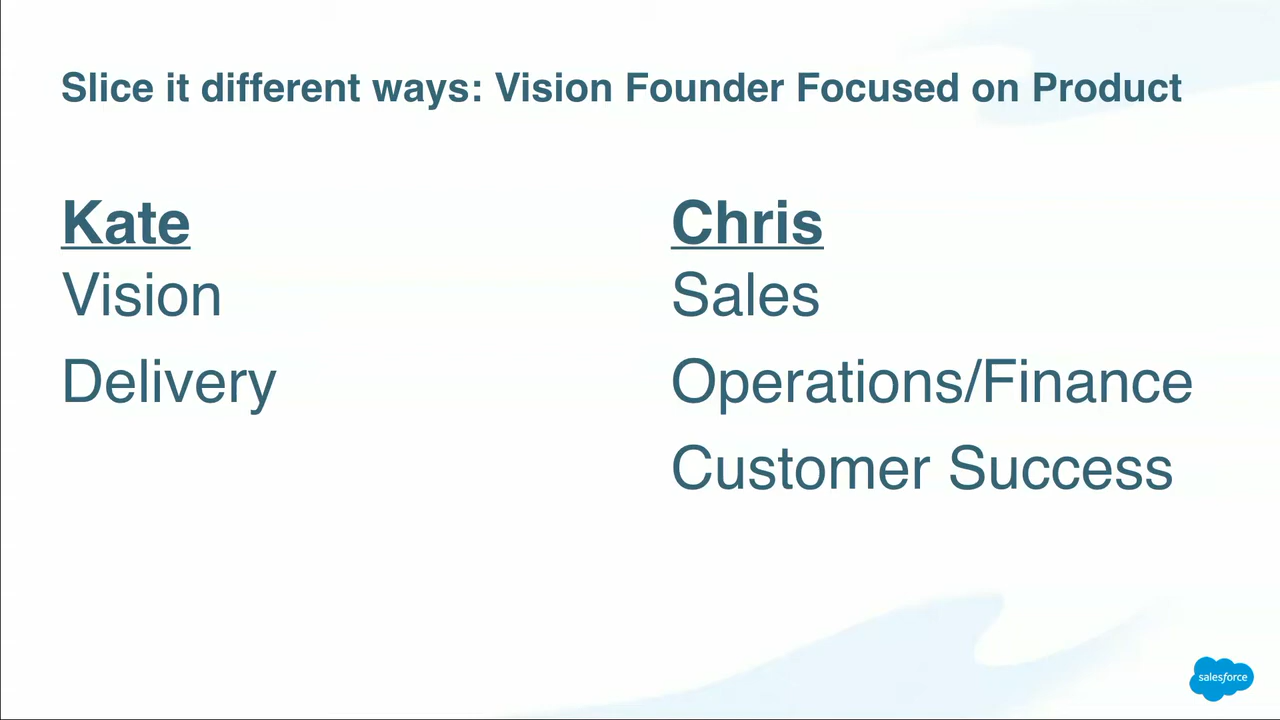 Slice it different ways: Vision Founder Focused on Product
Kate
Vision
Delivery
Chris
Sales
Operations/Finance
Customer Success
salesforce